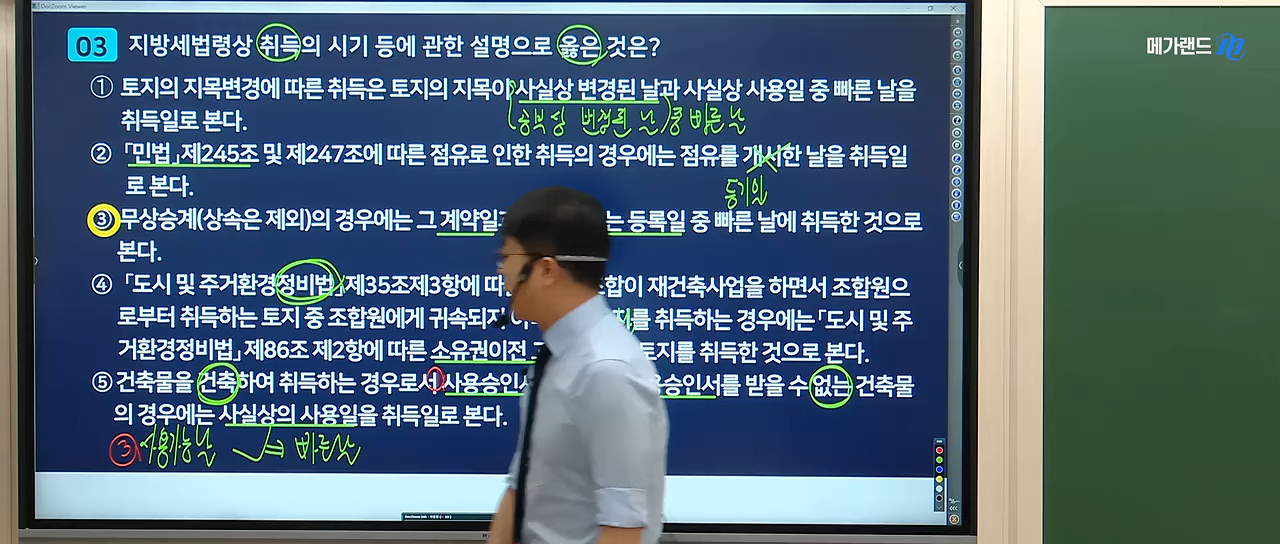 DocZoom Viewer
메가랜드
03 지방세법령상 취득의 시기 등에 관한 설명으로 옳은 것은?
① 토지의 지목변경에 따른 취득은 토지의 지목이 사실상 변경된 날과 사실상 사용일 중 빠른 날을
취득일로 본다.
(공부상 변경된 날) 중 빠른 날
② 「민법」제245조 및 제247조에 따른 점유로 인한 취득의 경우에는 점유를 개시한 날을 취득일
로 본다.
등기일
③ 무상승계(상속은 제외)의 경우에는 그 계약일 는 등록일 중 빠른 날에 취득한 것으로
본다.
④ 「도시 및 주거환경정비법」제35조제3항에 따 합이 재건축사업을 하면서 조합원으
로부터 취득하는 토지 중 조합원에게 귀속되지 를 취득하는 경우에는「도시 및 주
거환경정비법」제86조 제2항에 따른 소유권이전 토지를 취득한 것으로 본다.
⑤ 건축물을 건축하여 취득하는 경우로서 1 사용승인서 용승인서를 받을 수 없는 건축물
의 경우에는 사실상의 사용일을 취득일로 본다.
③ 사용가능날 → 빠른날